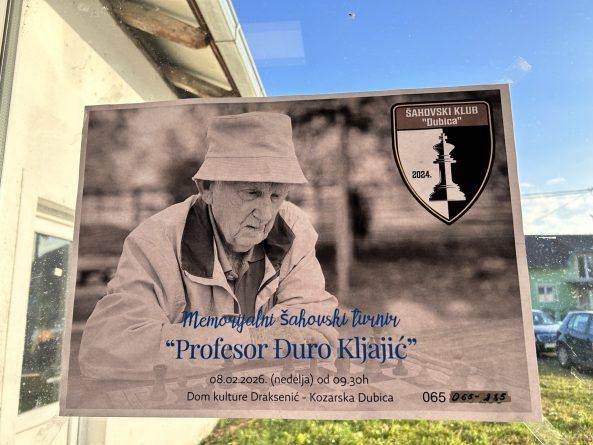 ŠAHOVSKI KLUB
"Dubica"
2024.
Memorijalni šahovski turnir
"Profesor Đuro Kljajić"
08.02.2026. (nedelja) od 09.30h
Dom kulture Draksenić - Kozarska Dubica
065